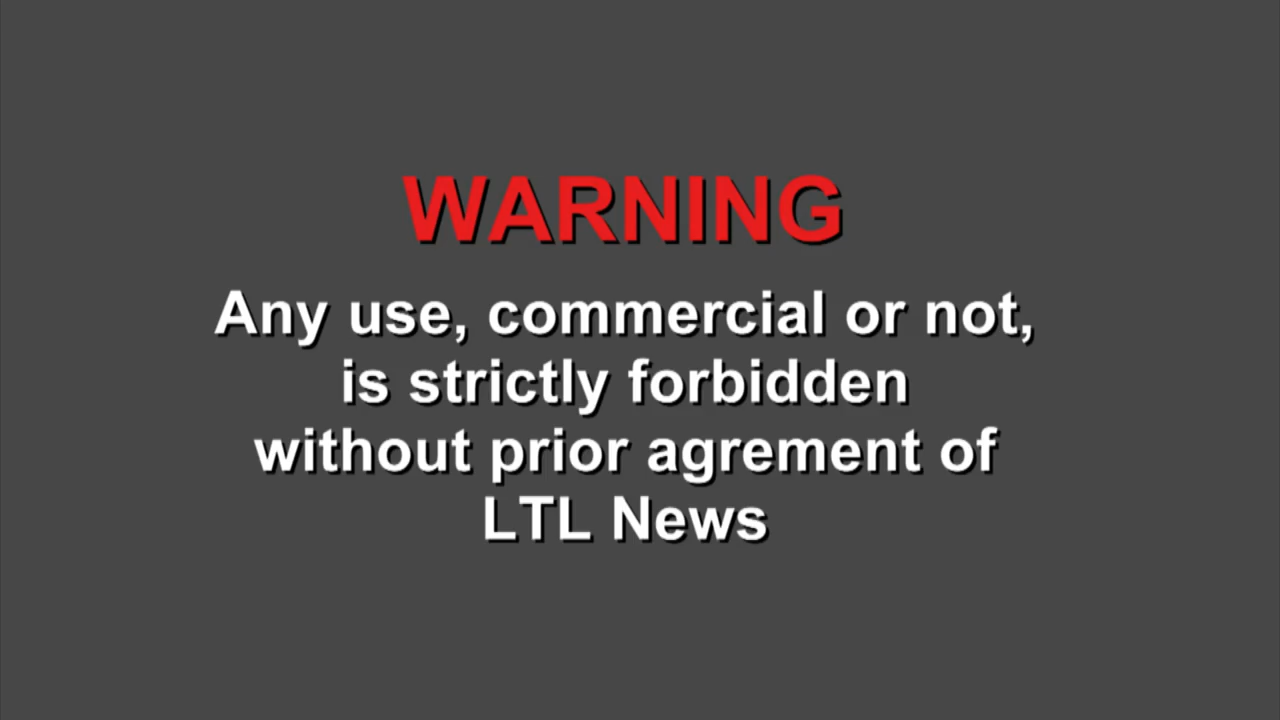 WARNING
Any use, commercial or not,
is strictly forbidden
without prior agrement of
LTL News